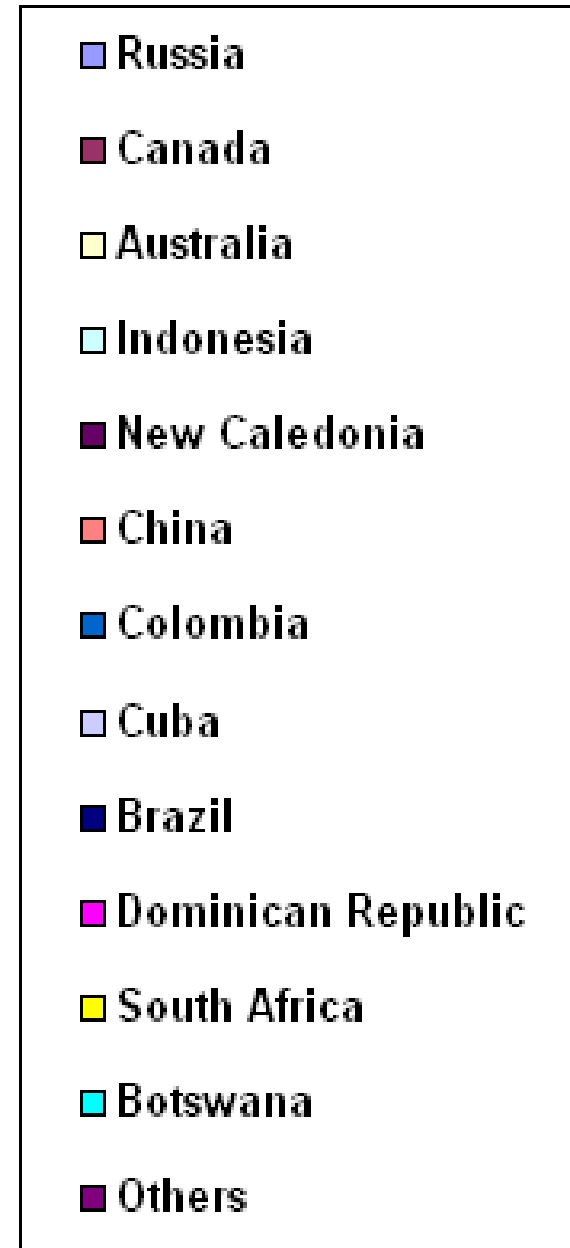 Russia
Canada
Australia
Indonesia
New Caledonia
China
Colombia
Cuba
Brazil
Dominican Republic
South Africa
Botswana
Others